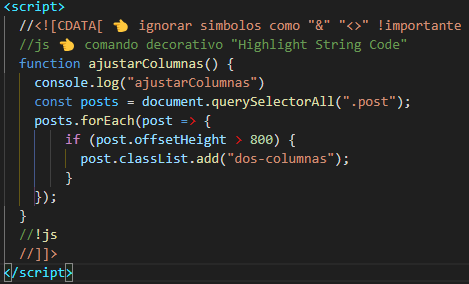 <script>
//<![CDATA[ 👈 ignorar simbolos como "&" "<>" !importante
//js 👈 comando decorativo "Highlight String Code"
function ajustarColumnas() {
console.log("ajustarColumnas")
const posts = document.querySelectorAll(".post");
posts.forEach(post => {
if (post.offsetHeight > 800) {
post.classList.add("dos-columnas");
}
});
}
//!js
//]]>
</script>